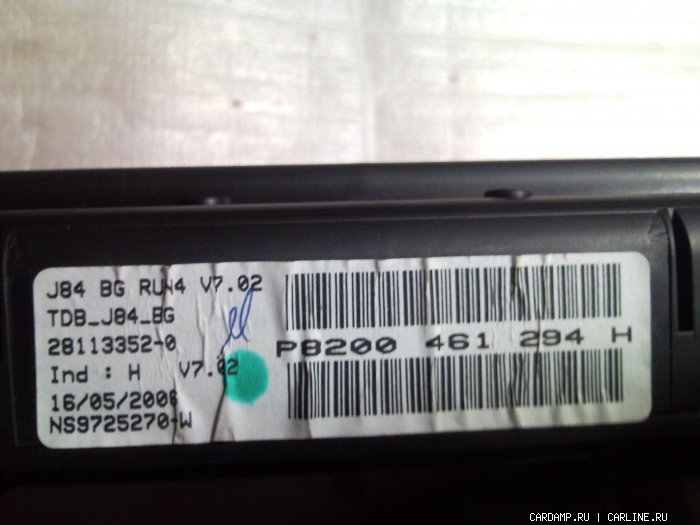 J84 BG RUN4 V7.02
TDB_J84_BG
28113352-0
Ind : H V7.02
16/05/2006
NS9725270-W
P8200 461 294 H
CARDAMP.RU | CARLINE.RU